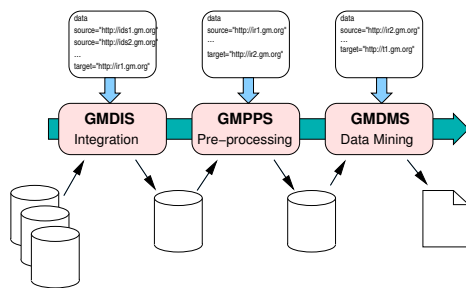 data
source="http://ids1.gm.org"
source="http://ids2.gm.org"
...
target="http://ir1.gm.org"
data
source="http://ir1.gm.org"
...
target="http://ir2.gm.org"
data
source="http://ir2.gm.org"
...
target="http://t1.gm.org"
GMDIS
Integration
GMPPS
Pre−processing
GMDMS
Data Mining